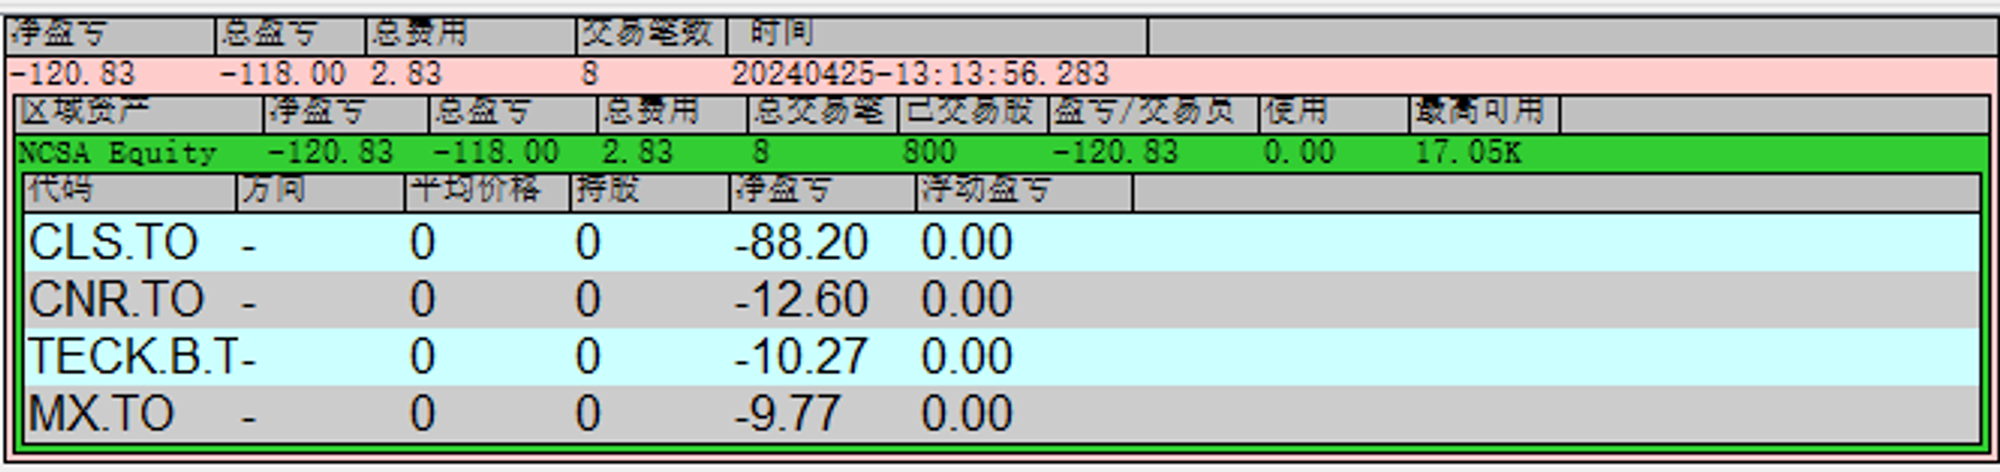 净盈亏 总盈亏 总费用 交易笔数 时间
-120.83 -118.00 2.83 8 20240425-13:13:56.283
区域资产 净盈亏 总盈亏 总费用 总交易笔 已交易股 盈亏/交易员 使用 最高可用
NCSA Equity -120.83 -118.00 2.83 8 800 -120.83 0.00 17.05K
代码 方向 平均价格 持股 净盈亏 浮动盈亏
CLS.TO - 0 0 -88.20 0.00
CNR.TO - 0 0 -12.60 0.00
TECK.B.T- 0 0 -10.27 0.00
MX.TO - 0 0 -9.77 0.00